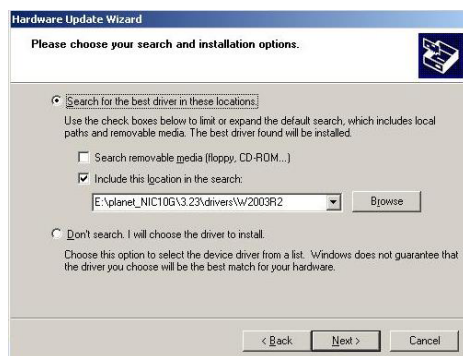 Hardware Update Wizard
Please choose your search and installation options.
Search for the best driver in these locations.
Use the check boxes below to limit or expand the default search, which includes local
paths and removable media. The best driver found will be installed.
Search removable media (floppy, CD-ROM...)
Include this location in the search:
E:\planet_NIC10G\3.23\drivers\W2003R2
Browse
Don't search. I will choose the driver to install.
Choose this option to select the device driver from a list. Windows does not guarantee that
the driver you choose will be the best match for your hardware.
< Back
Next >
Cancel